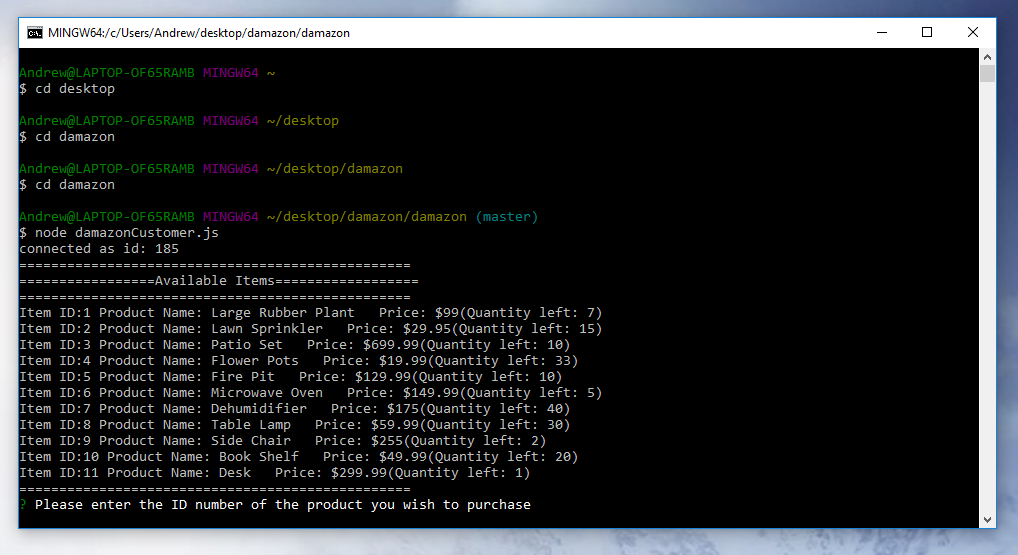 MINGW64:/c/Users/Andrew/desktop/damazon/damazon
Andrew@LAPTOP-OF65RAMB MINGW64 ~
$ cd desktop
Andrew@LAPTOP-OF65RAMB MINGW64 ~/desktop
$ cd damazon
Andrew@LAPTOP-OF65RAMB MINGW64 ~/desktop/damazon
$ cd damazon
Andrew@LAPTOP-OF65RAMB MINGW64 ~/desktop/damazon/damazon (master)
$ node damazonCustomer.js
connected as id: 185
=================================================
=================Available Items==================
=================================================
Item ID:1 Product Name: Large Rubber Plant   Price: $99(Quantity left: 7)
Item ID:2 Product Name: Lawn Sprinkler   Price: $29.95(Quantity left: 15)
Item ID:3 Product Name: Patio Set   Price: $699.99(Quantity left: 10)
Item ID:4 Product Name: Flower Pots   Price: $19.99(Quantity left: 33)
Item ID:5 Product Name: Fire Pit   Price: $129.99(Quantity left: 10)
Item ID:6 Product Name: Microwave Oven   Price: $149.99(Quantity left: 5)
Item ID:7 Product Name: Dehumidifier   Price: $175(Quantity left: 40)
Item ID:8 Product Name: Table Lamp   Price: $59.99(Quantity left: 30)
Item ID:9 Product Name: Side Chair   Price: $255(Quantity left: 2)
Item ID:10 Product Name: Book Shelf   Price: $49.99(Quantity left: 20)
Item ID:11 Product Name: Desk   Price: $299.99(Quantity left: 1)
=================================================
? Please enter the ID number of the product you wish to purchase